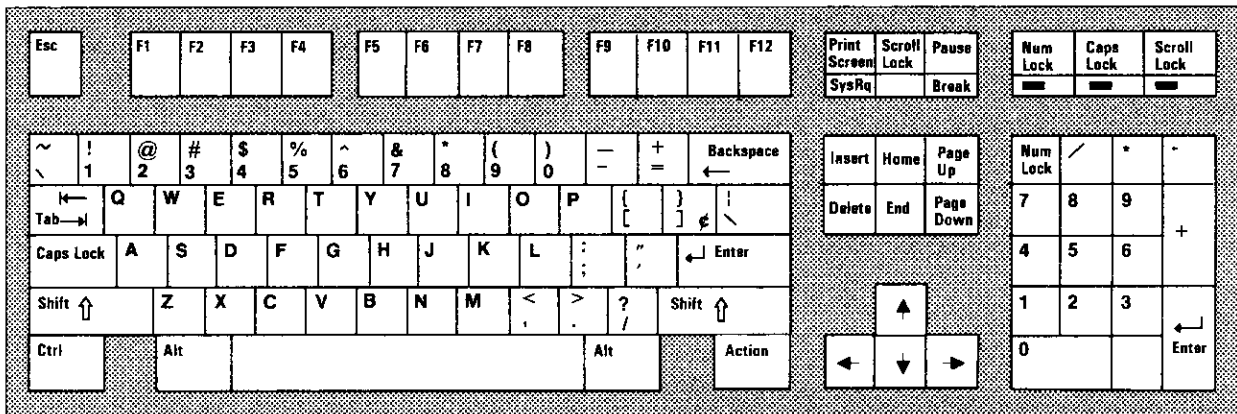 Esc F1 F2 F3 F4 F5 F6 F7 F8 F9 F10 F11 F12 Print Screen Scroll Lock Pause Num Lock Caps Lock Scroll Lock
SysRq Break
~ ! @ # $ % ^ & * ( ) — + Backspace Insert Home Page Up Num Lock / * -
\ 1 2 3 4 5 6 7 8 9 0 - = ←
⇤ Q W E R T Y U I O P { } ¦ Delete End Page Down 7 8 9 +
Tab ⇥ [ ] ¢ \
Caps Lock A S D F G H J K L : " ↵ Enter 4 5 6
; '
Shift ⇧ Z X C V B N M < > ? Shift ⇧ ↑ 1 2 3 ↵ Enter
, . /
Ctrl Alt Alt Action ← ↓ → 0